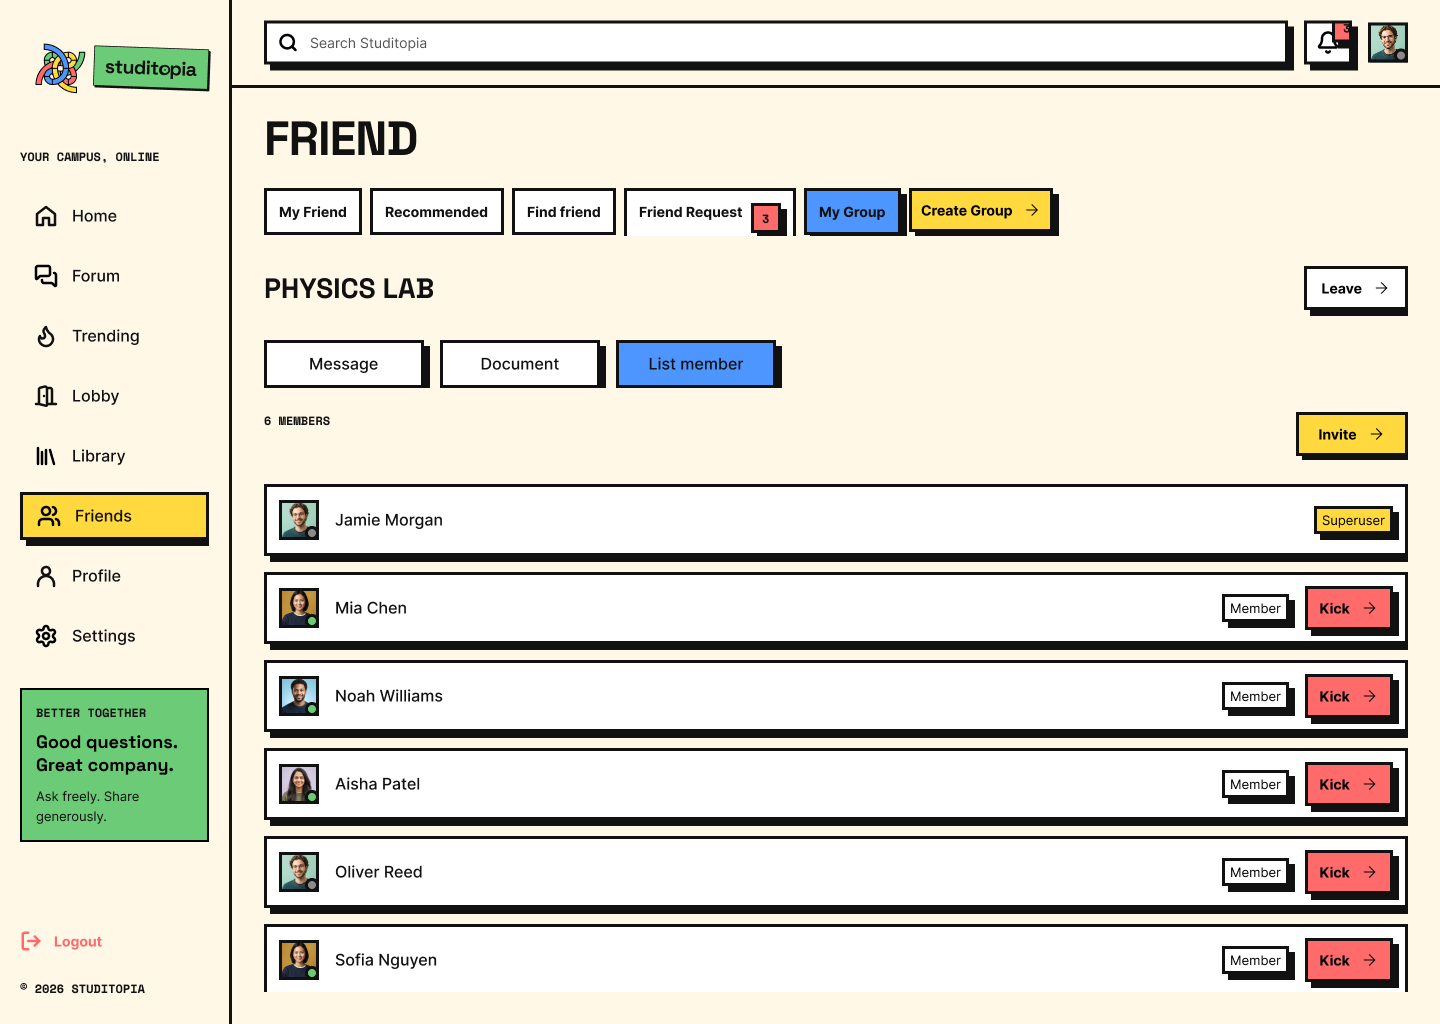 studitopia
Search Studitopia
3
YOUR CAMPUS, ONLINE
Home
Forum
Trending
Lobby
Library
Friends
Profile
Settings
BETTER TOGETHER
Good questions.
Great company.
Ask freely. Share
generously.
Logout
© 2026 STUDITOPIA
FRIEND
My Friend
Recommended
Find friend
Friend Request 3
My Group
Create Group
PHYSICS LAB
Leave
Message
Document
List member
6 MEMBERS
Invite
Jamie Morgan
Superuser
Mia Chen
Member
Kick
Noah Williams
Member
Kick
Aisha Patel
Member
Kick
Oliver Reed
Member
Kick
Sofia Nguyen
Member
Kick